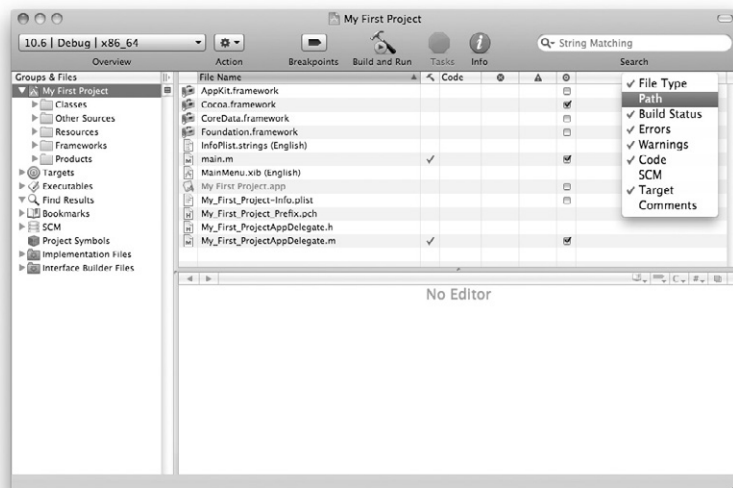 My First Project
10.6 | Debug | x86_64
String Matching
Overview
Action
Breakpoints
Build and Run
Tasks
Info
Search
Groups & Files
File Name
Code
My First Project
Classes
Other Sources
Resources
Frameworks
Products
Targets
Executables
Find Results
Bookmarks
SCM
Project Symbols
Implementation Files
Interface Builder Files
AppKit.framework
Cocoa.framework
CoreData.framework
Foundation.framework
InfoPlist.strings (English)
main.m
MainMenu.xib (English)
My First Project.app
My_First_Project-Info.plist
My_First_Project_Prefix.pch
My_First_ProjectAppDelegate.h
My_First_ProjectAppDelegate.m
File Type
Path
Build Status
Errors
Warnings
Code
SCM
Target
Comments
No Editor